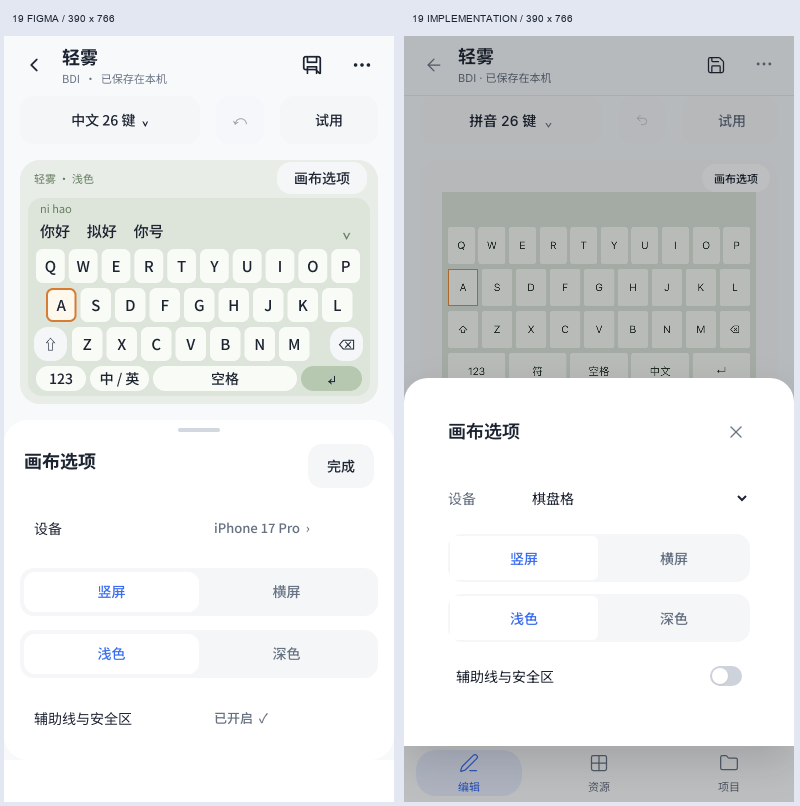 19 FIGMA / 390 x 766
轻雾
BDI • 已保存在本机
中文 26 键
试用
轻雾 • 浅色
画布选项
ni hao
你好 拟好 你号
Q W E R T Y U I O P
A S D F G H J K L
Z X C V B N M
123 中 / 英 空格
画布选项
完成
设备
iPhone 17 Pro ›
竖屏 横屏
浅色 深色
辅助线与安全区
已开启 ✓
19 IMPLEMENTATION / 390 x 766
轻雾
BDI · 已保存在本机
拼音 26 键
试用
画布选项
Q W E R T Y U I O P
A S D F G H J K L
Z X C V B N M
123 符 空格 中文
画布选项
设备 棋盘格
竖屏 横屏
浅色 深色
辅助线与安全区
编辑 资源 项目